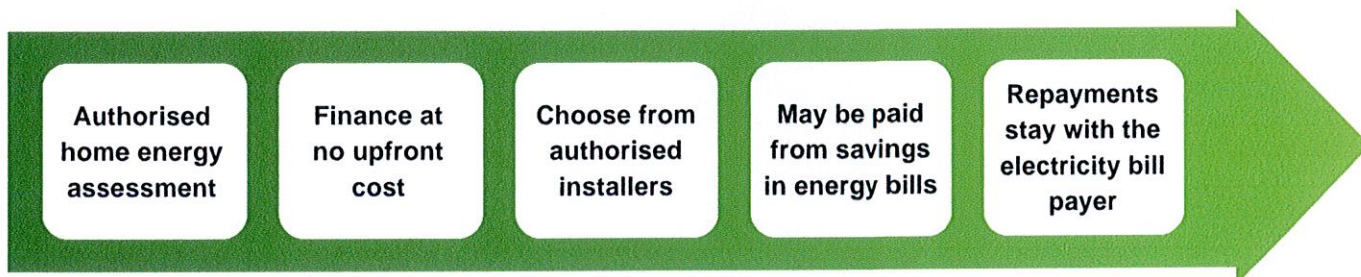 Authorised
home energy
assessment
Finance at
no upfront
cost
Choose from
authorised
installers
May be paid
from savings
in energy bills
Repayments
stay with the
electricity bill
payer